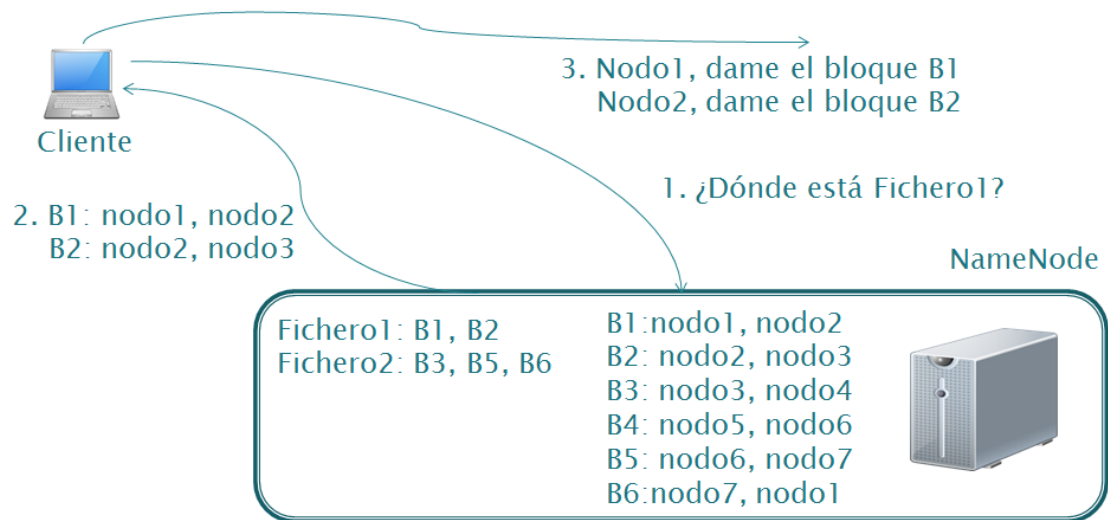 3. Nodo1, dame el bloque B1
Nodo2, dame el bloque B2
Cliente
1. ¿Dónde está Fichero1?
2. B1: nodo1, nodo2
B2: nodo2, nodo3
NameNode
Fichero1: B1, B2
Fichero2: B3, B5, B6
B1:nodo1, nodo2
B2: nodo2, nodo3
B3: nodo3, nodo4
B4: nodo5, nodo6
B5: nodo6, nodo7
B6:nodo7, nodo1